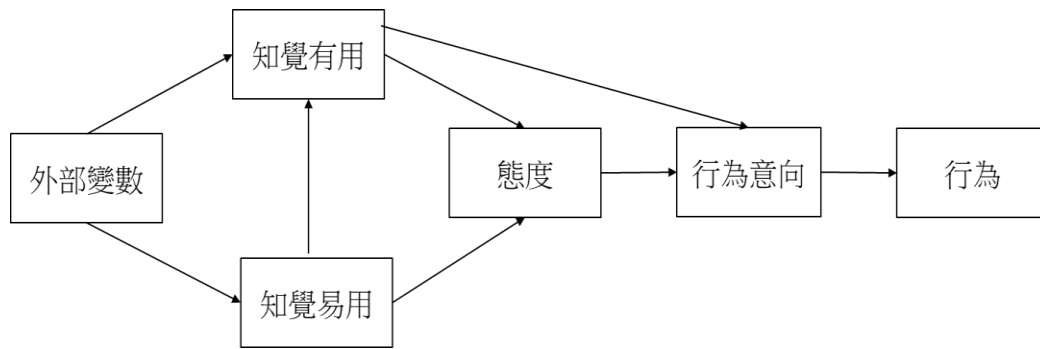 知覺有用
外部變數
態度
行為意向
行為
知覺易用